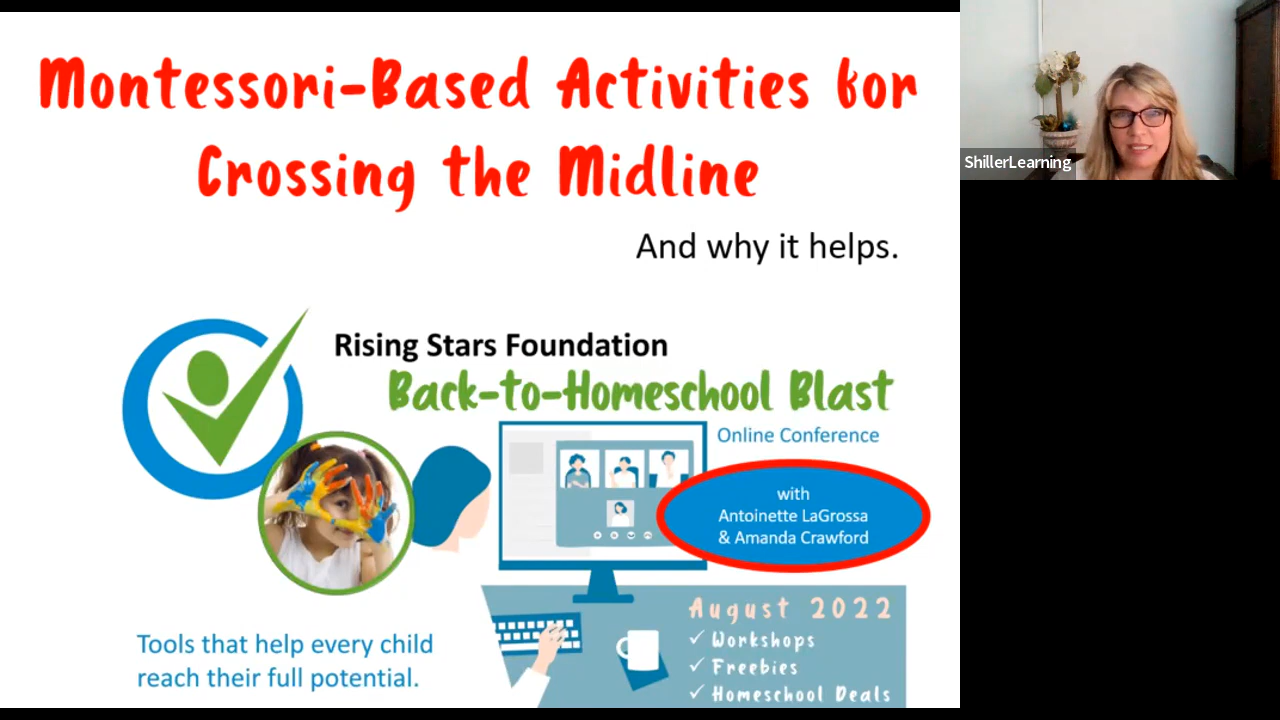 Montessori-Based Activities for
Crossing the Midline
And why it helps.
Rising Stars Foundation
Back-to-Homeschool Blast
Online Conference
with
Antoinette LaGrossa
& Amanda Crawford
August 2022
✓ Workshops
✓ Freebies
✓ Homeschool Deals
Tools that help every child
reach their full potential.
ShillerLearning